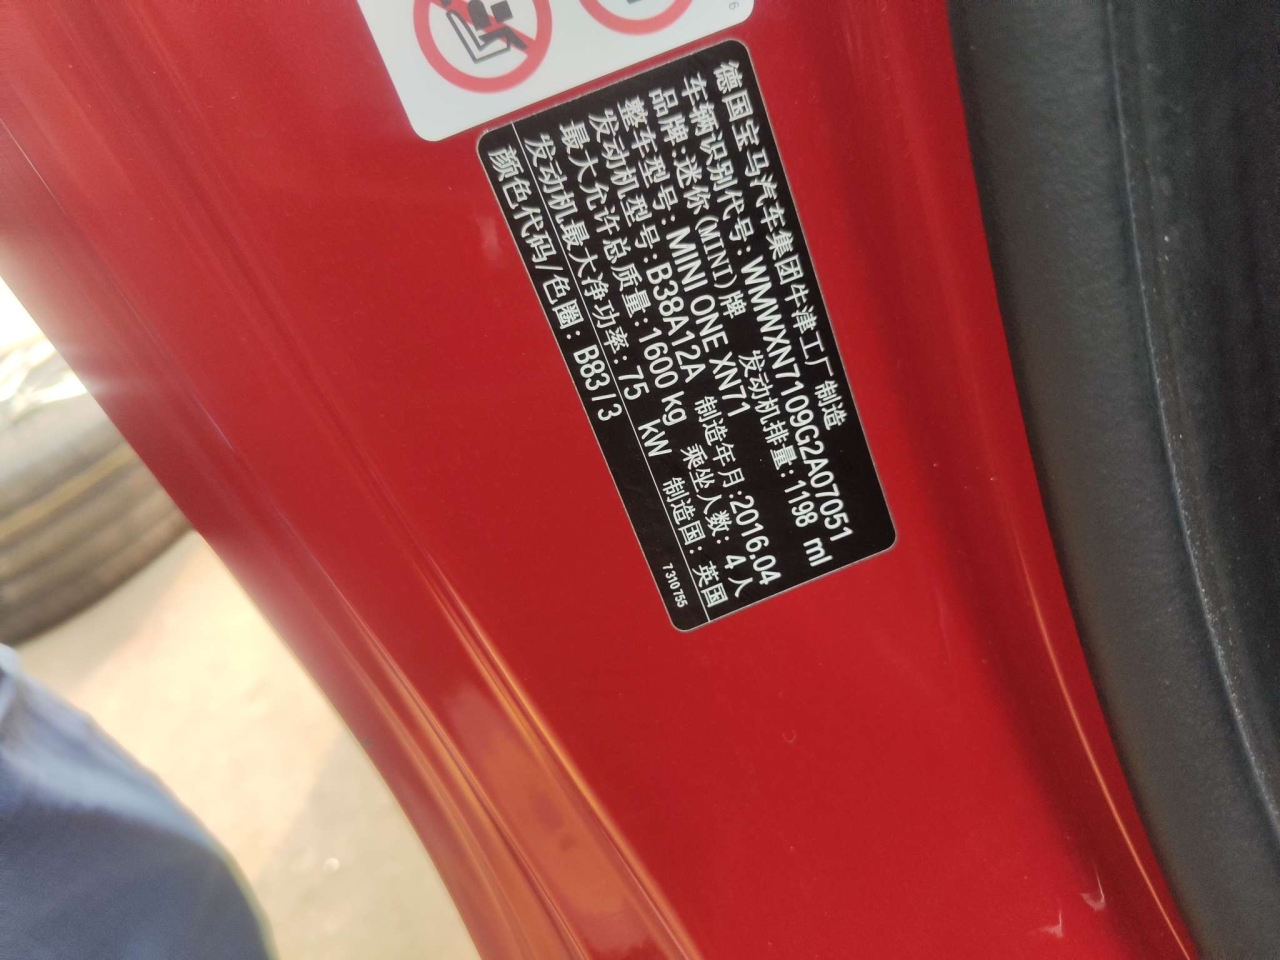 德国宝马汽车集团牛津工厂制造
车辆识别代号:WMWXN7109G2A07051
品牌:迷你(MINI)牌 发动机排量:1198 ml
整车型号:MINI ONE XN71
发动机型号:B38A12A 制造年月:2016.04
最大允许总质量:1600 kg 乘坐人数:4人
发动机最大净功率:75 kW 制造国:英国
颜色代码/色圈:B83/3
7310755